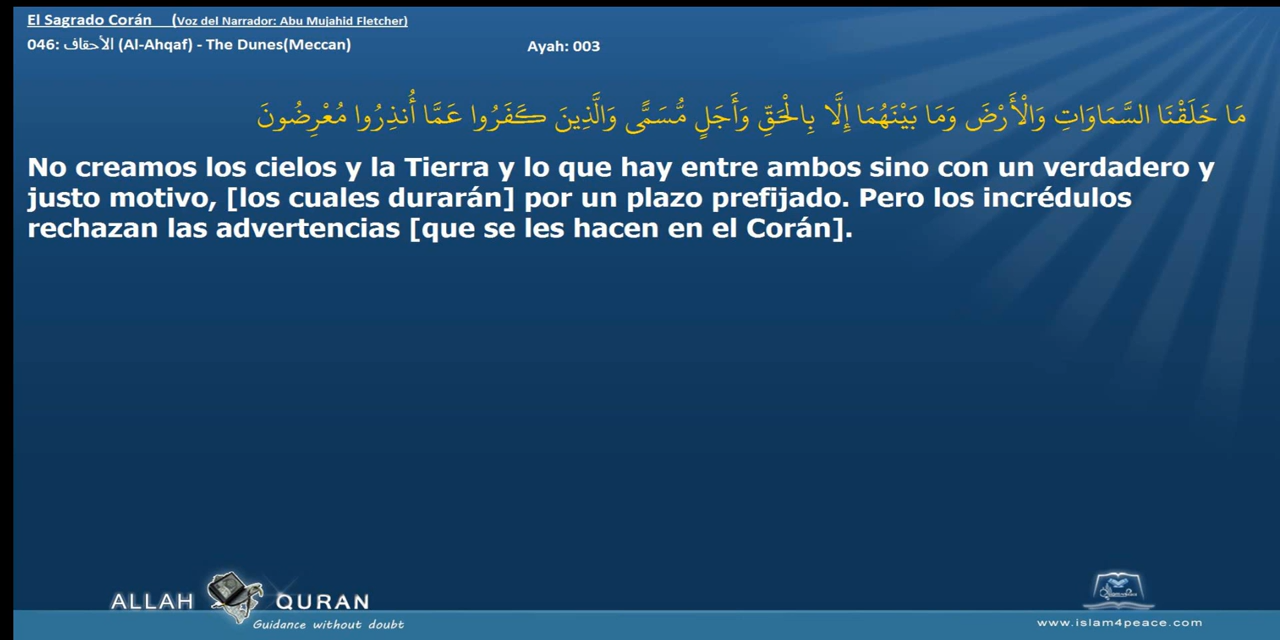 El Sagrado Corán (Voz del Narrador: Abu Mujahid Fletcher)
046: الأحقاف (Al-Ahqaf) - The Dunes(Meccan) Ayah: 003
مَا خَلَقْنَا السَّمَاوَاتِ وَالْأَرْضَ وَمَا بَيْنَهُمَا إِلَّا بِالْحَقِّ وَأَجَلٍ مُّسَمًّى وَالَّذِينَ كَفَرُوا عَمَّا أُنذِرُوا مُعْرِضُونَ
No creamos los cielos y la Tierra y lo que hay entre ambos sino con un verdadero y
justo motivo, [los cuales durarán] por un plazo prefijado. Pero los incrédulos
rechazan las advertencias [que se les hacen en el Corán].
ALLAH QURAN
Guidance without doubt
www.islam4peace.com